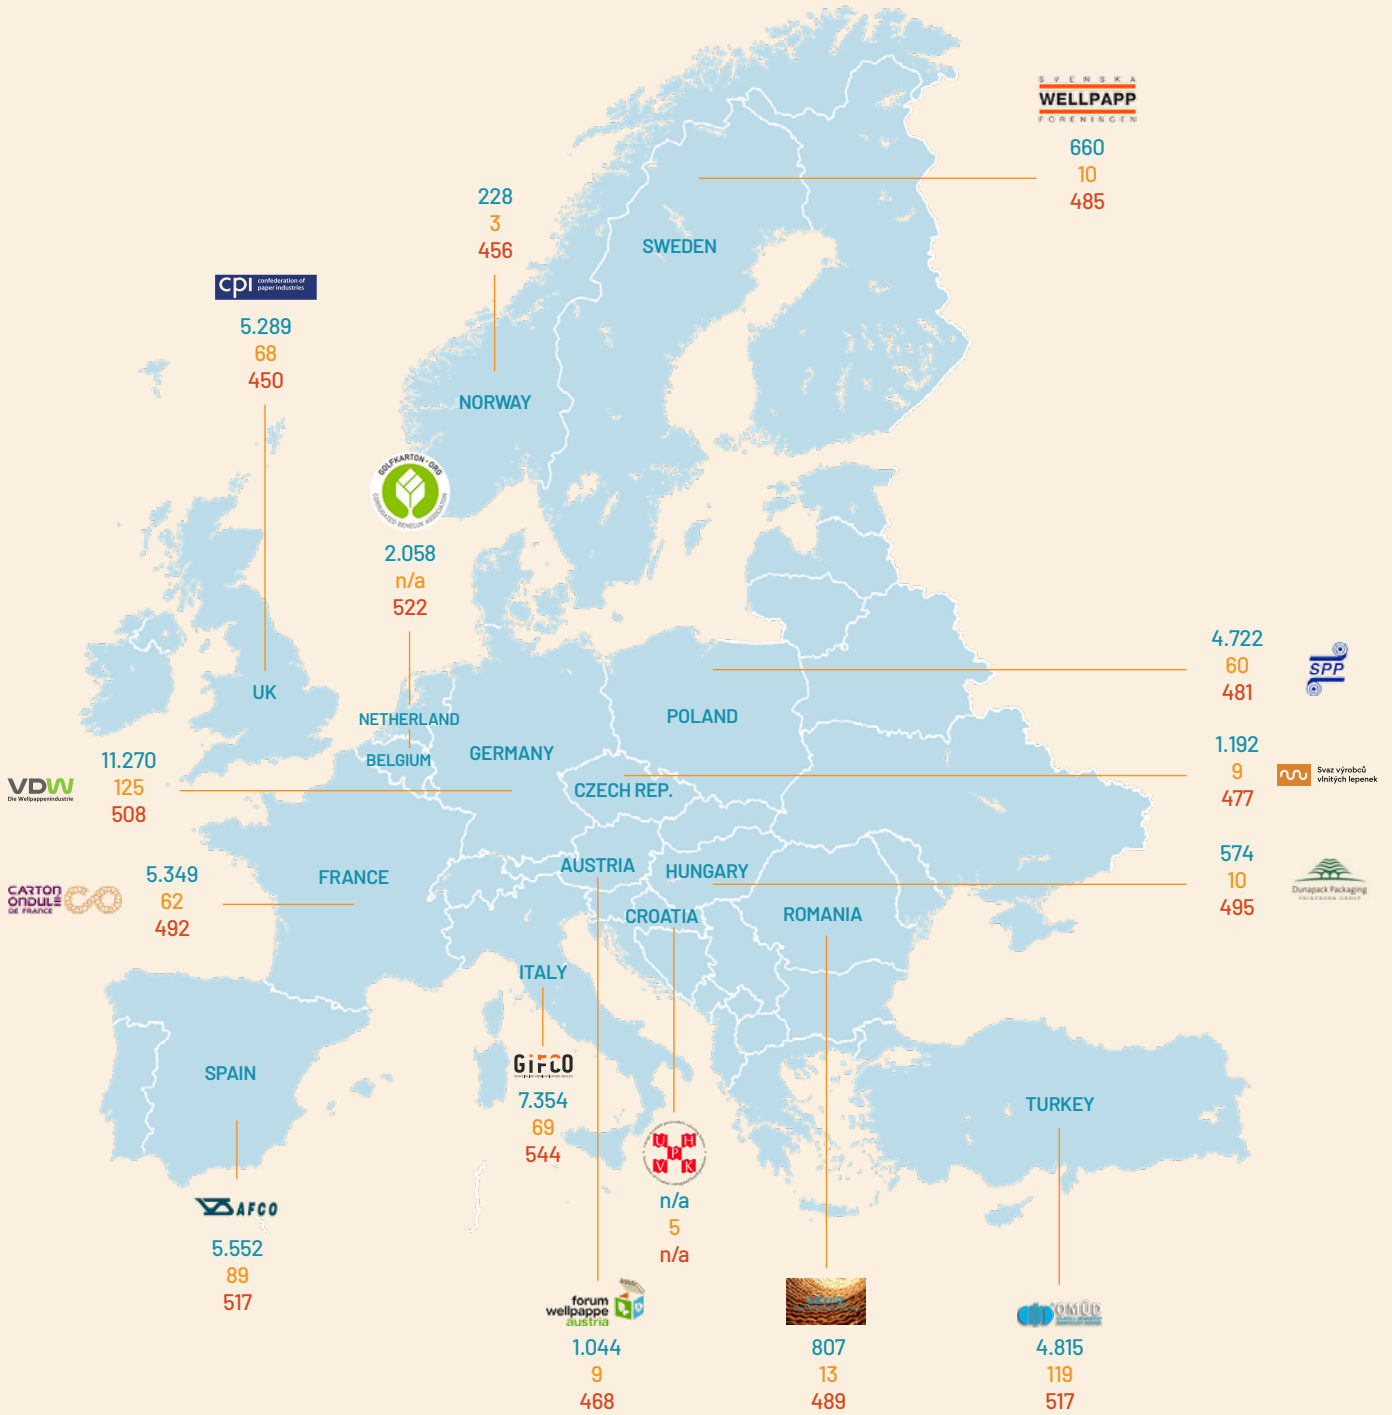 SVENSKA
WELLPAPP
FÖRENINGEN
660
10
485
228
3
456
SWEDEN
cpi confederation of
paper industries
5.289
68
450
NORWAY
GOLFKARTON-ORG
CORRUGATED BENELUX ASSOCIATION
2.058
n/a
522
4.722
60
481
SPP
UK
NETHERLAND
POLAND
BELGIUM
GERMANY
11.270
125
508
VDW
Die Wellpappenindustrie
1.192
9
477
Svaz výrobců
vlnitých lepenek
CZECH REP.
AUSTRIA
HUNGARY
574
10
495
Dunapack Packaging
PRINZHORN GROUP
FRANCE
5.349
62
492
CARTON
ONDULÉ
DE FRANCE
CROATIA
ROMANIA
ITALY
GIFCO
7.354
69
544
SPAIN
TURKEY
UPHVK
n/a
5
n/a
AFCO
5.552
89
517
forum
wellpappe
austria
1.044
9
468
807
13
489
OMÜD
4.815
119
517